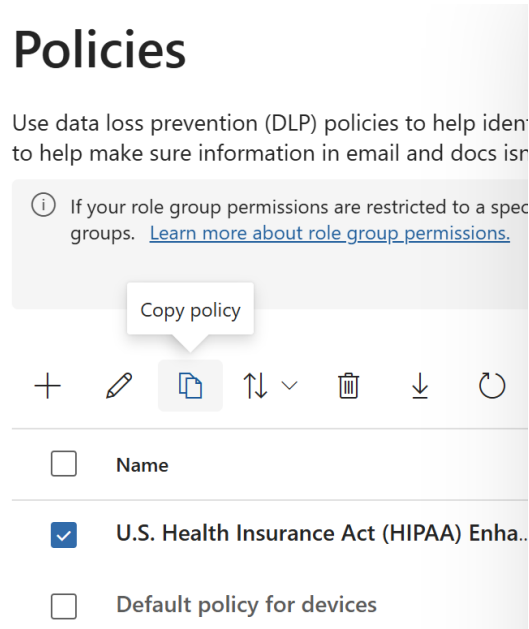 Policies
Use data loss prevention (DLP) policies to help iden
to help make sure information in email and docs isn
If your role group permissions are restricted to a spec
groups. Learn more about role group permissions.
Copy policy
Name
U.S. Health Insurance Act (HIPAA) Enha...
Default policy for devices